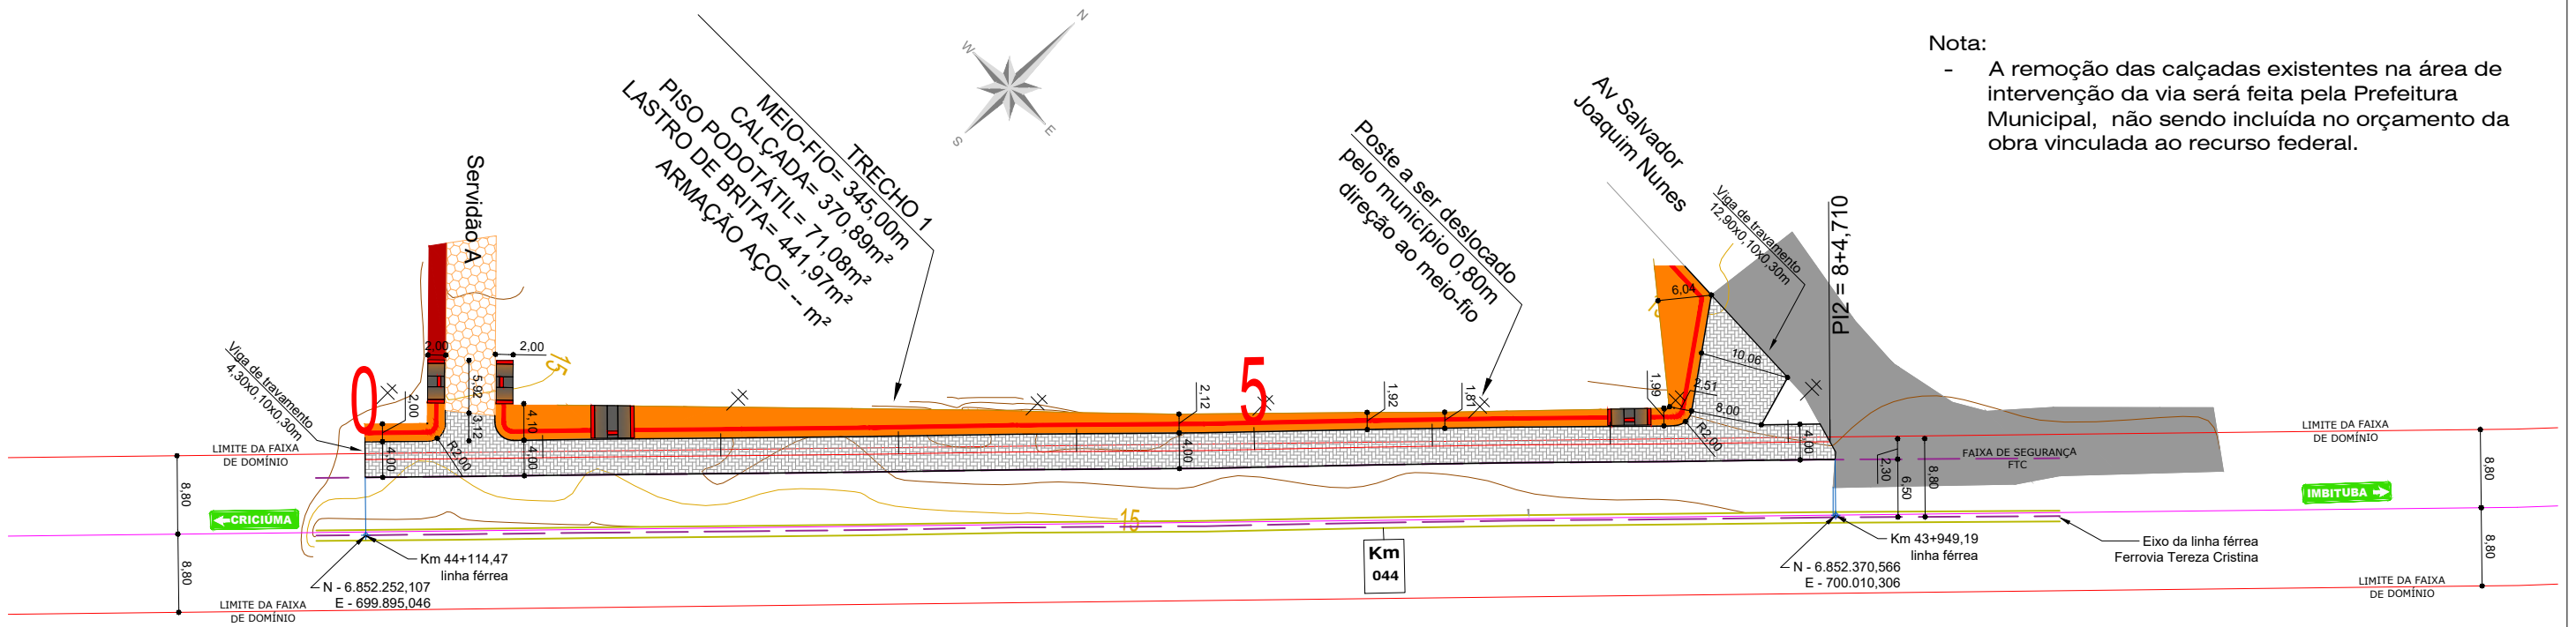 Nota:
- A remoção das calçadas existentes na área de
intervenção da via será feita pela Prefeitura
Municipal, não sendo incluída no orçamento da
obra vinculada ao recurso federal.
N
W
E
S
TRECHO 1
MEIO-FIO= 345,00m
CALÇADA= 370,89m²
PISO PODOTÁTIL= 71,08m²
LASTRO DE BRITA= 441,97m²
ARMAÇÃO AÇO= -- m²
Servidão A
Poste a ser deslocado
pelo município 0,80m
direção ao meio-fio
Av Salvador
Joaquim Nunes
Viga de travamento
12,90x0,10x0,30m
PI2 = 8+4,710
Viga de travamento
4,30x0,10x0,30m
0
5
2,00
2,00
15
5,92
3,12
2,00
4,00
R2,00
4,10
4,00
2,12
4,00
1,92
1,81
1,99
6,04
10,06
2,51
8,00
R2,00
4,00
2,30
6,50
8,80
LIMITE DA FAIXA
DE DOMÍNIO
LIMITE DA FAIXA
DE DOMÍNIO
FAIXA DE SEGURANÇA
FTC
8,80
8,80
8,80
8,80
CRICIÚMA
IMBITUBA
15
Km 44+114,47
linha férrea
N - 6.852.252,107
E - 699.895,046
Km
044
Km 43+949,19
linha férrea
N - 6.852.370,566
E - 700.010,306
Eixo da linha férrea
Ferrovia Tereza Cristina
LIMITE DA FAIXA
DE DOMÍNIO
LIMITE DA FAIXA
DE DOMÍNIO